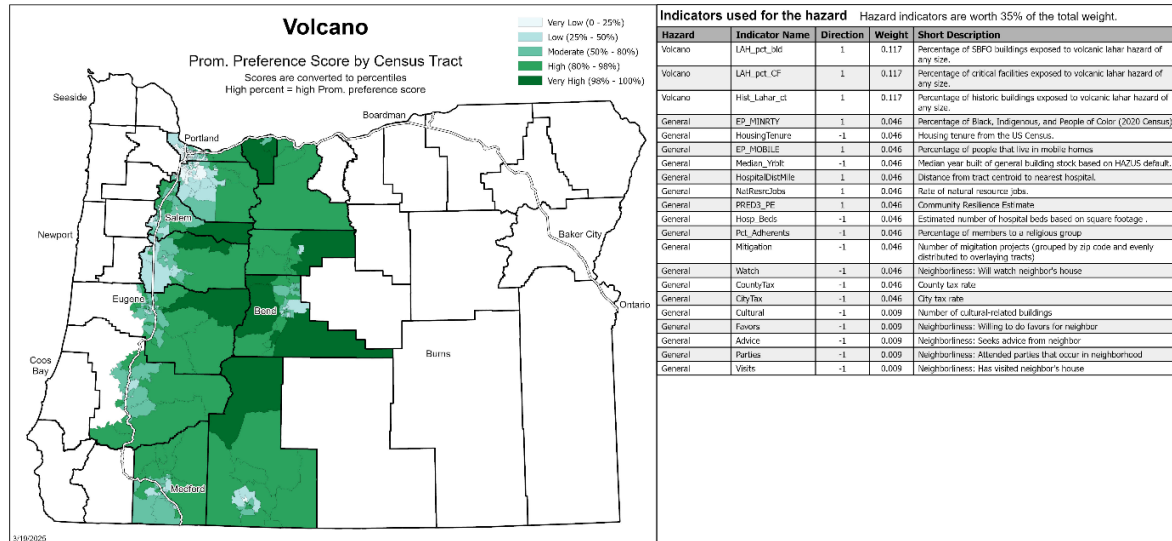 Volcano
Prom. Preference Score by Census Tract
Scores are converted to percentiles
High percent = high Prom. preference score
Very Low (0 - 25%)
Low (25% - 50%)
Moderate (50% - 80%)
High (80% - 98%)
Very High (98% - 100%)
Seaside
Portland
Boardman
Salem
Newport
Baker City
Eugene
Bend
Ontario
Coos
Bay
Burns
Medford
3/19/2025
Indicators used for the hazard Hazard indicators are worth 35% of the total weight.
Hazard Indicator Name Direction Weight Short Description
Volcano LAH_pct_bld 1 0.117 Percentage of SBFO buildings exposed to volcanic lahar hazard of
any size.
Volcano LAH_pct_CF 1 0.117 Percentage of critical facilities exposed to volcanic lahar hazard of
any size.
Volcano Hist_Lahar_ct 1 0.117 Percentage of historic buildings exposed to volcanic lahar hazard of
any size.
General EP_MINRTY 1 0.046 Percentage of Black, Indigenous, and People of Color (2020 Census)
General HousingTenure -1 0.046 Housing tenure from the US Census.
General EP_MOBILE 1 0.046 Percentage of people that live in mobile homes
General Median_Yrblt -1 0.046 Median year built of general building stock based on HAZUS default.
General HospitalDistMile 1 0.046 Distance from tract centroid to nearest hospital.
General NatResrcJobs 1 0.046 Rate of natural resource jobs.
General PRED3_PE 1 0.046 Community Resilience Estimate
General Hosp_Beds -1 0.046 Estimated number of hospital beds based on square footage .
General Pct_Adherents -1 0.046 Percentage of members to a religious group
General Mitigation -1 0.046 Number of migitation projects (grouped by zip code and evenly
distributed to overlaying tracts)
General Watch -1 0.046 Neighborliness: Will watch neighbor's house
General CountyTax -1 0.046 County tax rate
General CityTax -1 0.046 City tax rate
General Cultural -1 0.009 Number of cultural-related buildings
General Favors -1 0.009 Neighborliness: Willing to do favors for neighbor
General Advice -1 0.009 Neighborliness: Seeks advice from neighbor
General Parties -1 0.009 Neighborliness: Attended parties that occur in neighborhood
General Visits -1 0.009 Neighborliness: Has visited neighbor's house